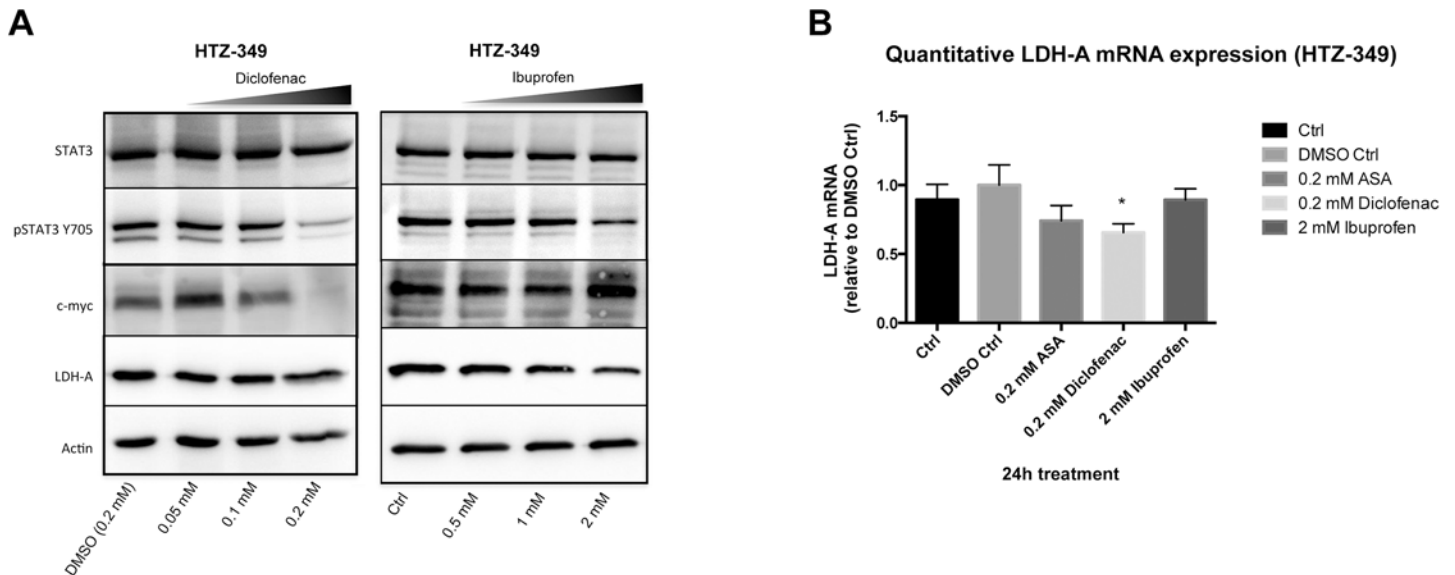 A
HTZ-349
Diclofenac
HTZ-349
Ibuprofen
STAT3
pSTAT3 Y705
c-myc
LDH-A
Actin
DMSO (0.2 mM)
0.05 mM
0.1 mM
0.2 mM
Ctrl
0.5 mM
1 mM
2 mM
B
Quantitative LDH-A mRNA expression (HTZ-349)
LDH-A mRNA
(relative to DMSO Ctrl)
1.5
1.0
0.5
0.0
*
Ctrl
DMSO Ctrl
0.2 mM ASA
0.2 mM Diclofenac
2 mM Ibuprofen
24h treatment
Ctrl
DMSO Ctrl
0.2 mM ASA
0.2 mM Diclofenac
2 mM Ibuprofen